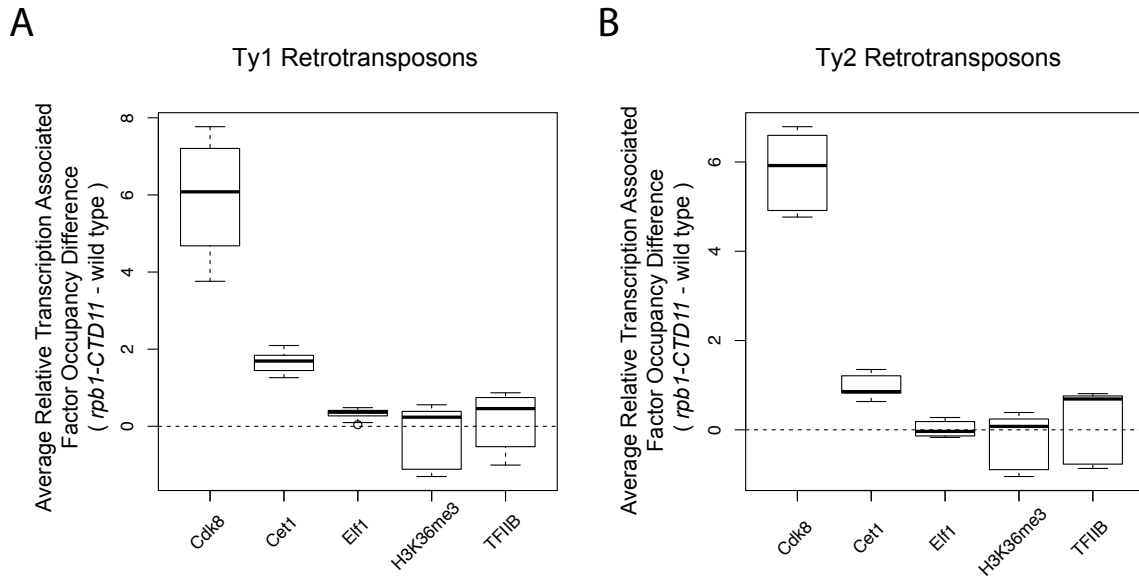 A
Ty1 Retrotransposons
Average Relative Transcription Associated
Factor Occupancy Difference
( rpb1-CTD11 - wild type )
8
6
4
2
0
Cdk8
Cet1
Elf1
H3K36me3
TFIIB
B
Ty2 Retrotransposons
Average Relative Transcription Associated
Factor Occupancy Difference
( rpb1-CTD11 - wild type )
6
4
2
0
Cdk8
Cet1
Elf1
H3K36me3
TFIIB